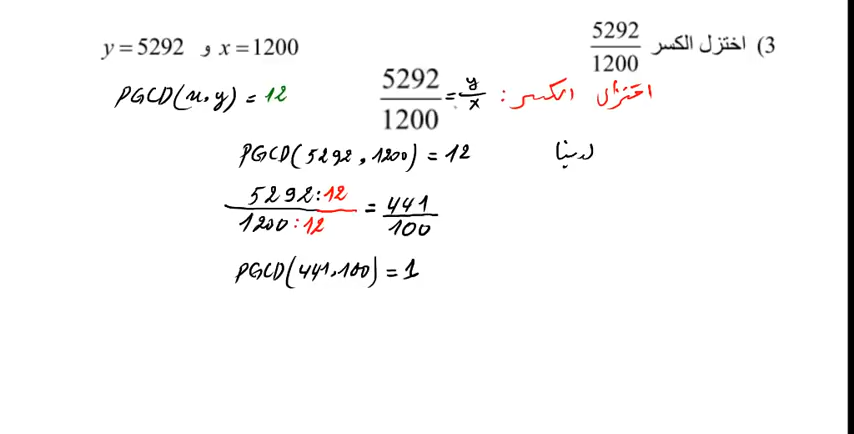 3) اختزل الكسر 5292/1200
x = 1200 و y = 5292
اختزال الكسر : 5292/1200 = y/x
PGCD(x,y) = 12
لدينا PGCD(5292,1200) = 12
5292:12/1200:12 = 441/100
PGCD(441,100) = 1